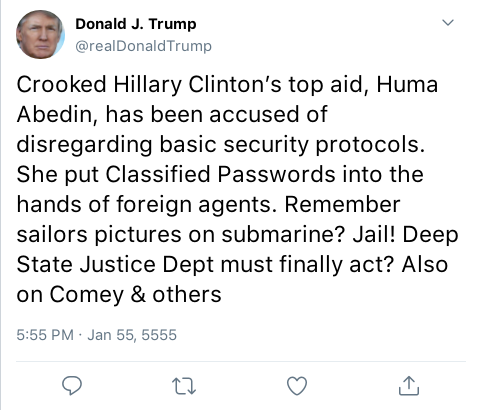 Donald J. Trump
@realDonaldTrump
Crooked Hillary Clinton's top aid, Huma
Abedin, has been accused of
disregarding basic security protocols.
She put Classified Passwords into the
hands of foreign agents. Remember
sailors pictures on submarine? Jail! Deep
State Justice Dept must finally act? Also
on Comey & others
5:55 PM · Jan 55, 5555